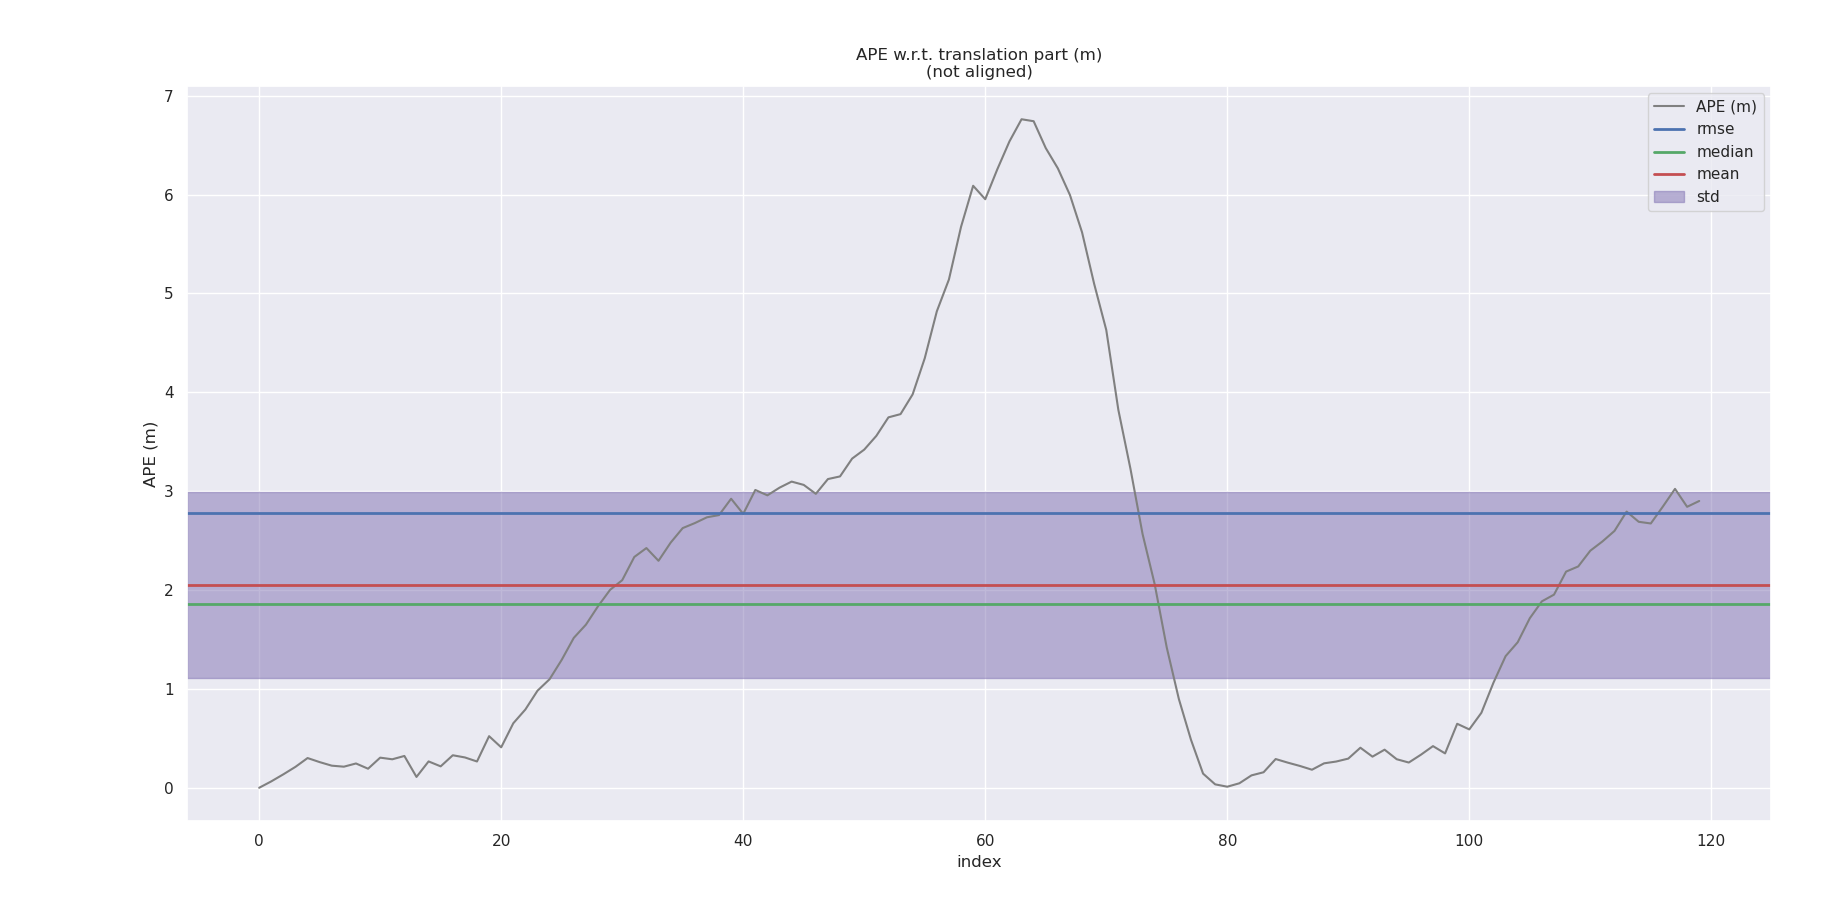 APE w.r.t. translation part (m)
(not aligned)
APE (m)
rmse
median
mean
std
7
6
5
4
3
2
1
0
APE (m)
0 20 40 60 80 100 120
index